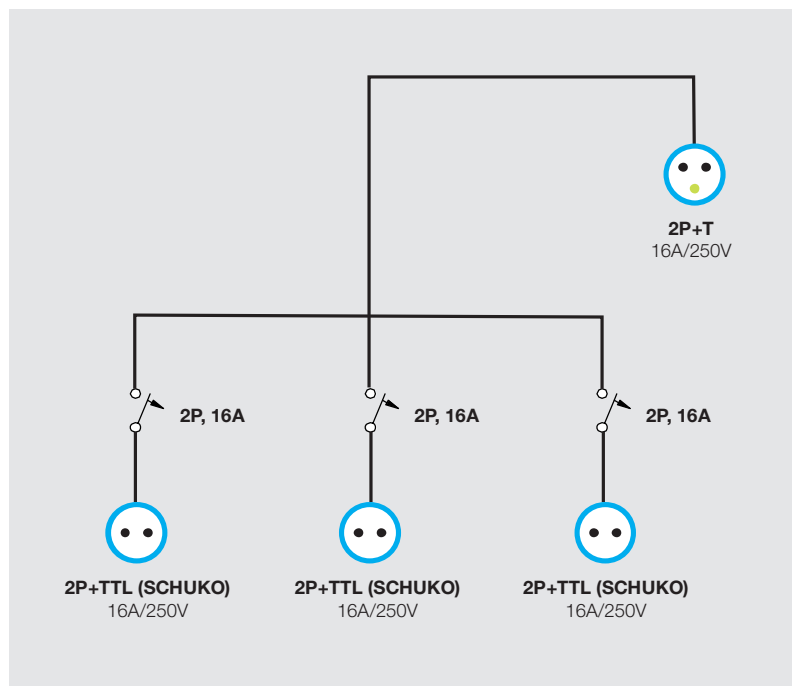 2P+T
16A/250V
2P, 16A
2P, 16A
2P, 16A
2P+TTL (SCHUKO)
16A/250V
2P+TTL (SCHUKO)
16A/250V
2P+TTL (SCHUKO)
16A/250V